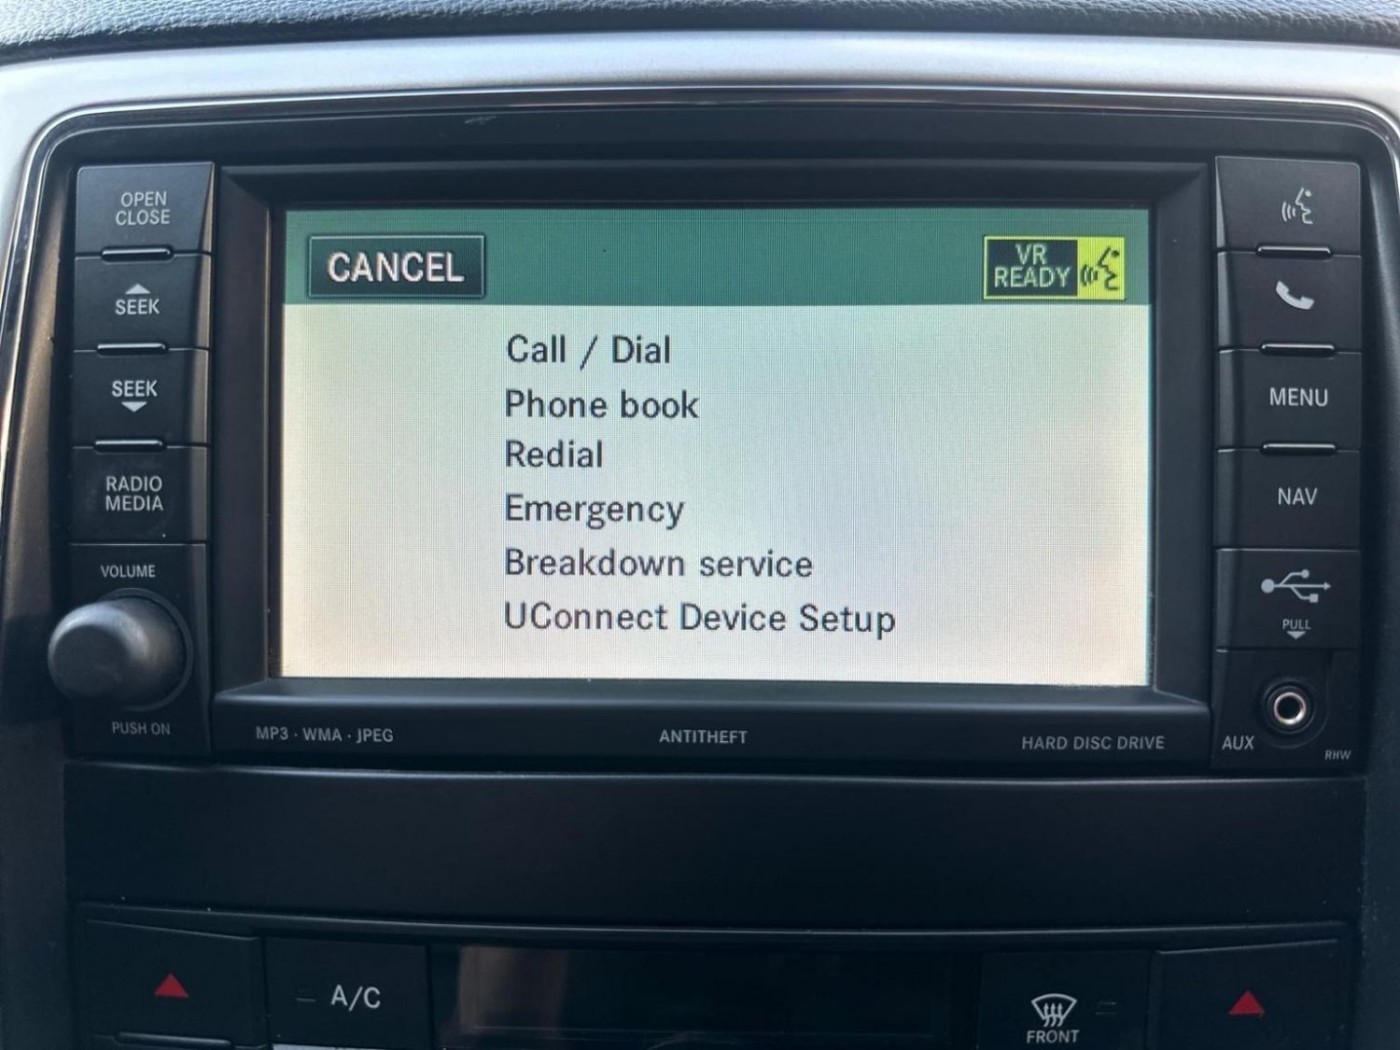 OPEN
CLOSE
SEEK
SEEK
RADIO
MEDIA
VOLUME
PUSH ON
CANCEL
VR
READY
Call / Dial
Phone book
Redial
Emergency
Breakdown service
UConnect Device Setup
MENU
NAV
PULL
AUX
RHW
MP3 · WMA · JPEG
ANTITHEFT
HARD DISC DRIVE
A/C
FRONT